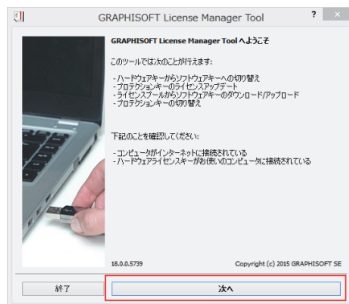 GRAPHISOFT License Manager Tool
?
×
GRAPHISOFT License Manager Tool へようこそ
このツールでは次のことが行えます:
- ハードウェアキーからソフトウェアキーへの切り替え
- プロテクションキーのライセンスアップデート
- ライセンスプールからソフトウェアキーのダウンロード/アップロード
- プロテクションキーの切り替え
下記のことを確認してください:
- コンピュータがインターネットに接続されている
- ハードウェアライセンスキーがお使いのコンピュータに接続されている
18.0.0.5739
Copyright (c) 2015 GRAPHISOFT SE
終了
次へ